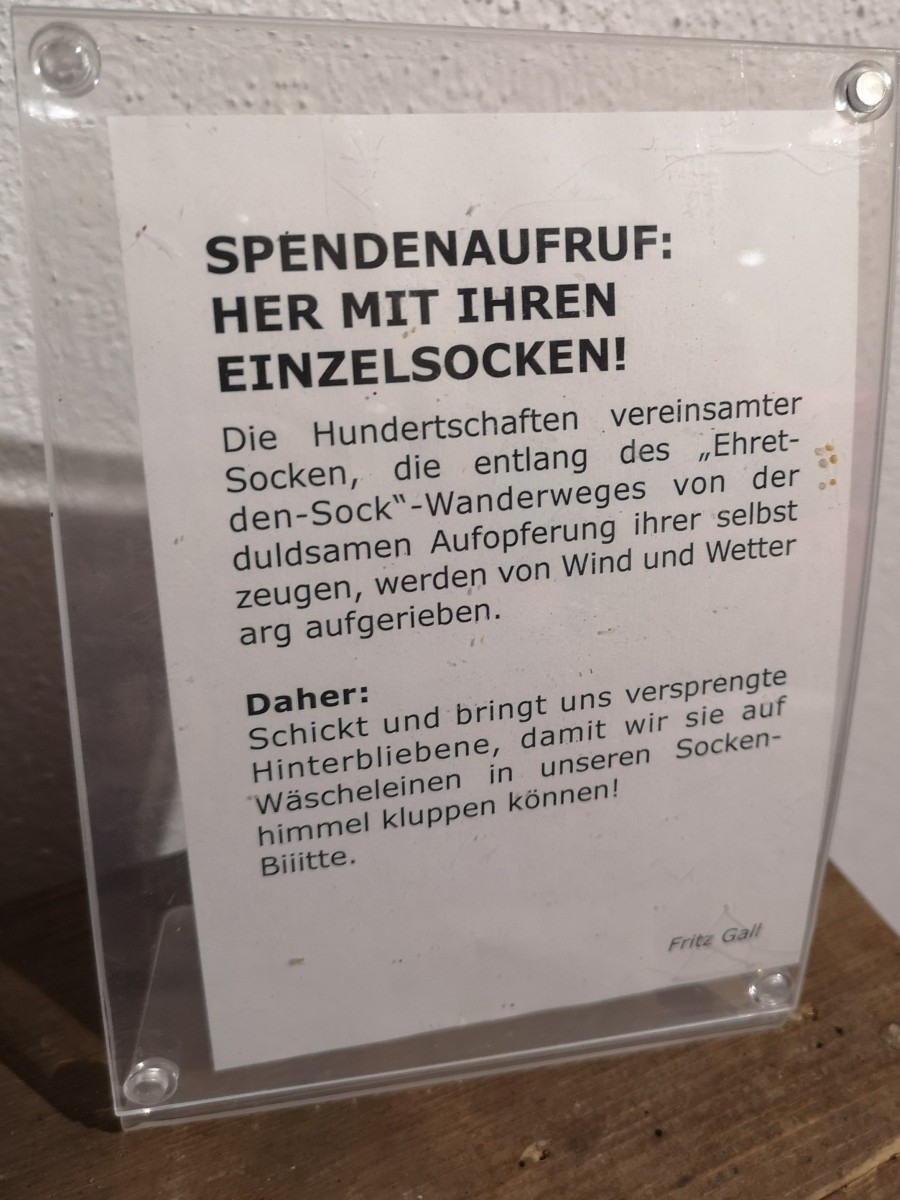 SPENDENAUFRUF:
HER MIT IHREN
EINZELSOCKEN!
Die Hundertschaften vereinsamter
Socken, die entlang des „Ehret-
den-Sock“-Wanderweges von der
duldsamen Aufopferung ihrer selbst
zeugen, werden von Wind und Wetter
arg aufgerieben.
Daher:
Schickt und bringt uns versprengte
Hinterbliebene, damit wir sie auf
Wäscheleinen in unseren Socken-
himmel kluppen können!
Biiitte.
Fritz Gall